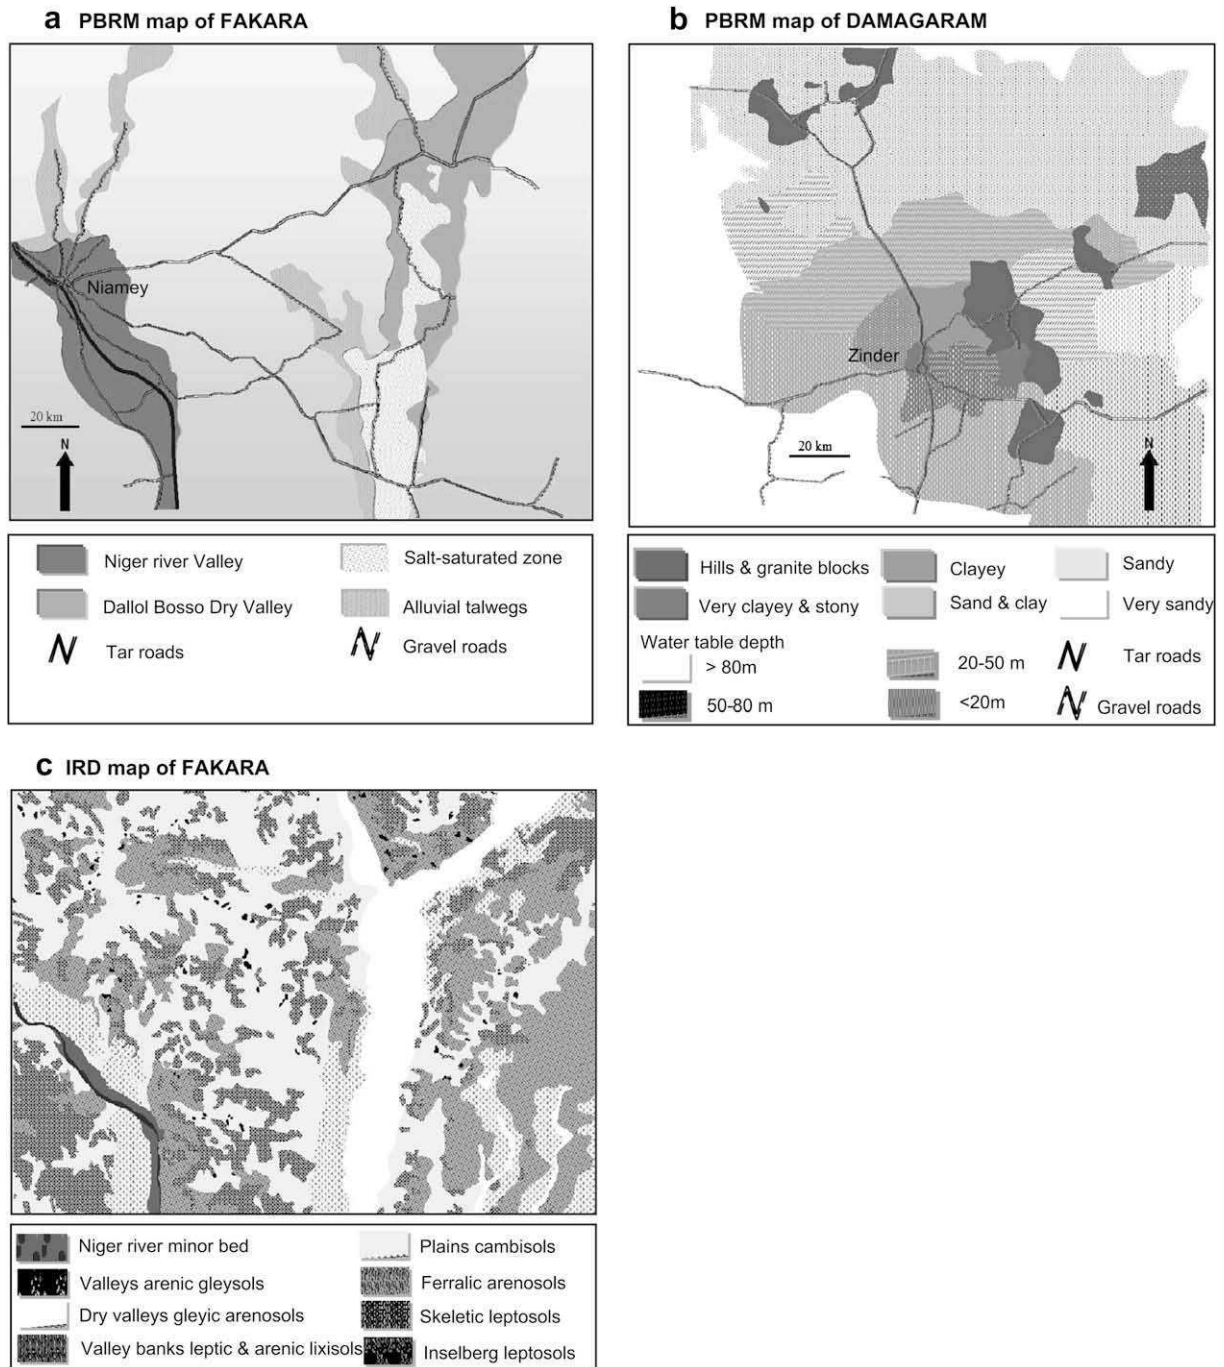 a PBRM map of FAKARA
Niamey
20 km
N
Niger river Valley
Salt-saturated zone
Dallol Bosso Dry Valley
Alluvial talwegs
Tar roads
Gravel roads
b PBRM map of DAMAGARAM
Zinder
20 km
N
Hills & granite blocks
Clayey
Sandy
Very clayey & stony
Sand & clay
Very sandy
Water table depth
> 80m
20-50 m
Tar roads
50-80 m
<20m
Gravel roads
c IRD map of FAKARA
Niger river minor bed
Plains cambisols
Valleys arenic gleysols
Ferralic arenosols
Dry valleys gleyic arenosols
Skeletic leptosols
Valley banks leptic & arenic lixisols
Inselberg leptosols